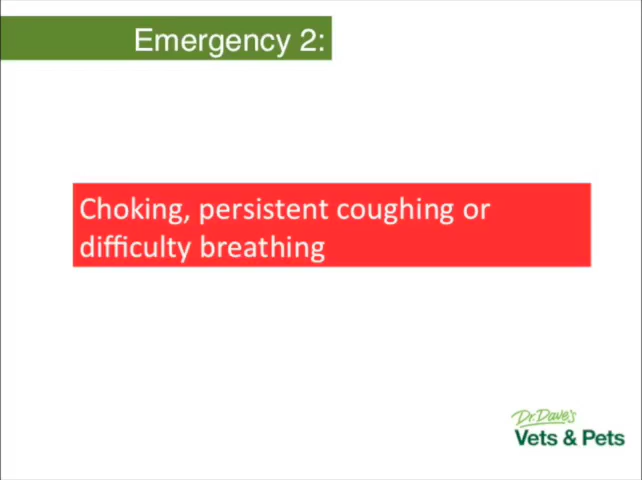 Emergency 2:
Choking, persistent coughing or
difficulty breathing
Dr. Dave's
Vets & Pets